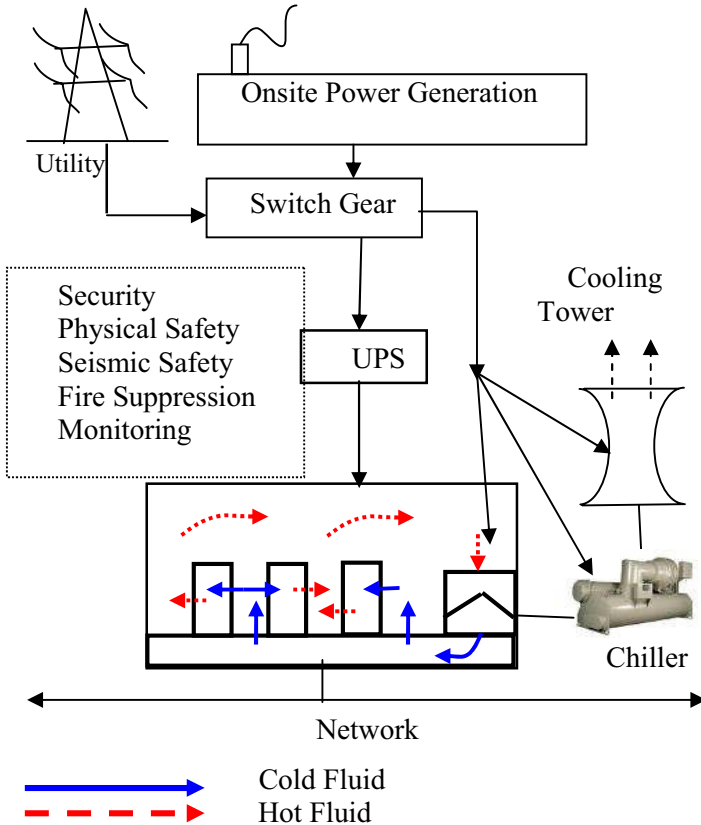 Onsite Power Generation
Utility
Switch Gear
Security
Physical Safety
Seismic Safety
Fire Suppression
Monitoring
UPS
Cooling
Tower
Chiller
Network
Cold Fluid
Hot Fluid